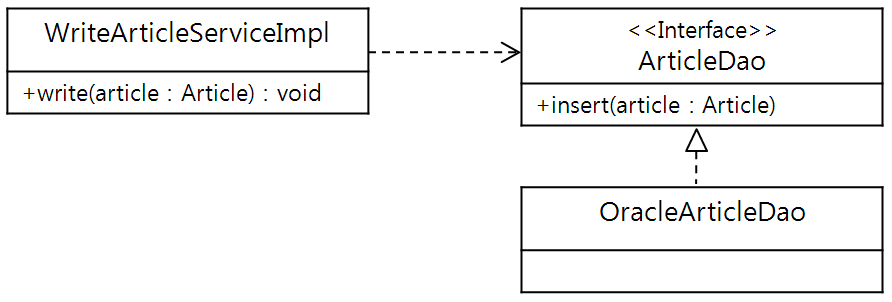 WriteArticleServiceImpl
+write(article : Article) : void
<<Interface>>
ArticleDao
+insert(article : Article)
OracleArticleDao